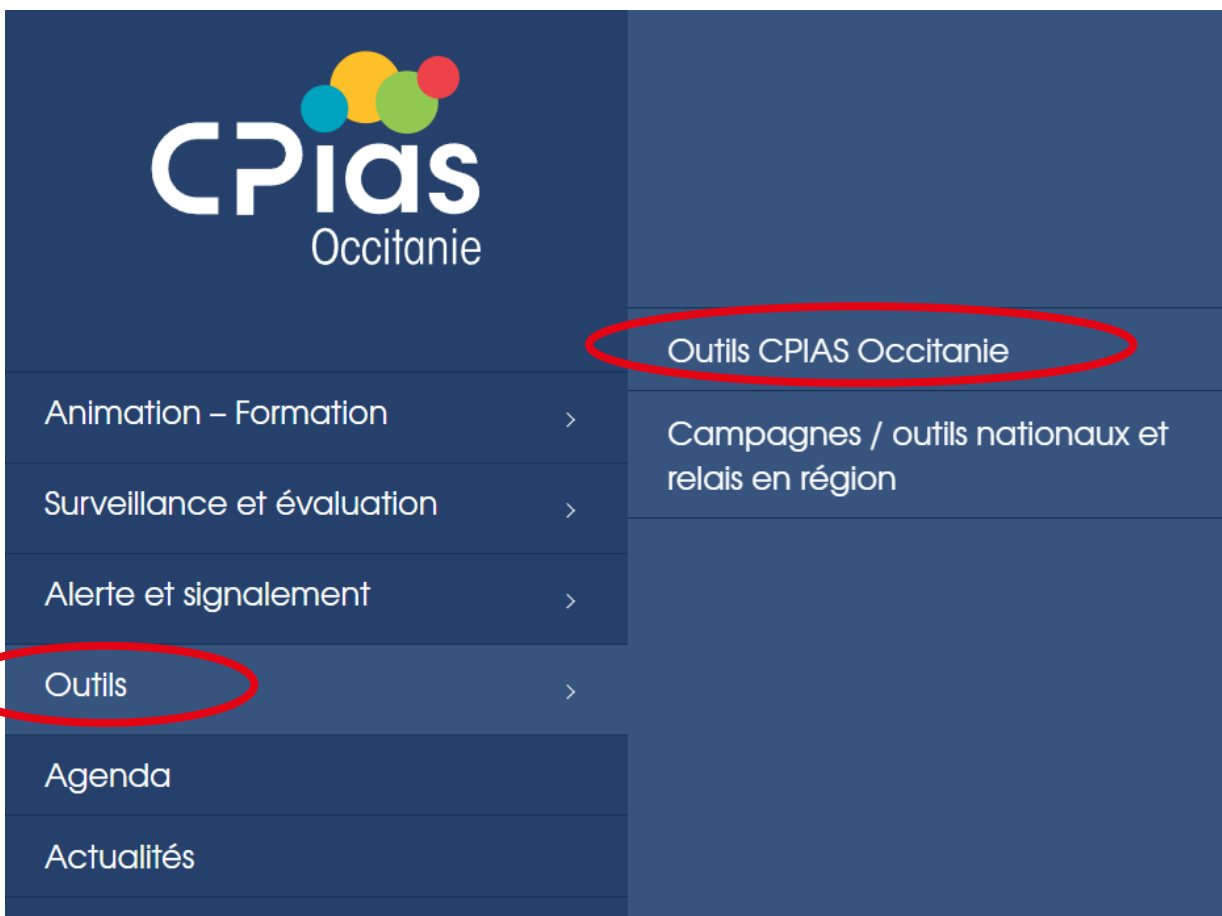 CPias
Occitanie
Animation – Formation
Surveillance et évaluation
Alerte et signalement
Outils
Agenda
Actualités
Outils CPIAS Occitanie
Campagnes / outils nationaux et
relais en région